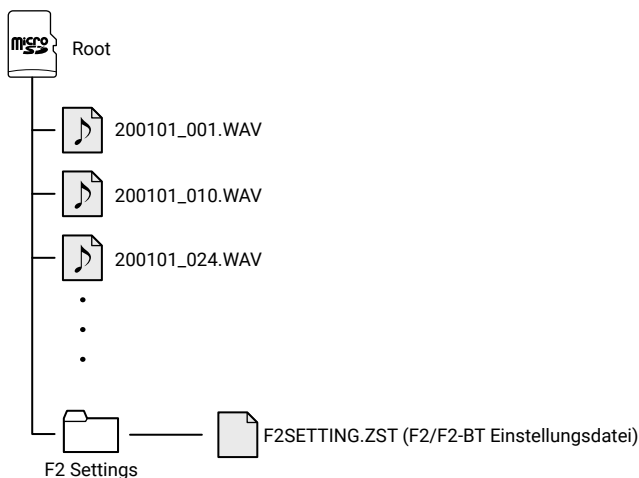 micro SD
Root
200101_001.WAV
200101_010.WAV
200101_024.WAV
F2SETTING.ZST (F2/F2-BT Einstellungsdatei)
F2 Settings